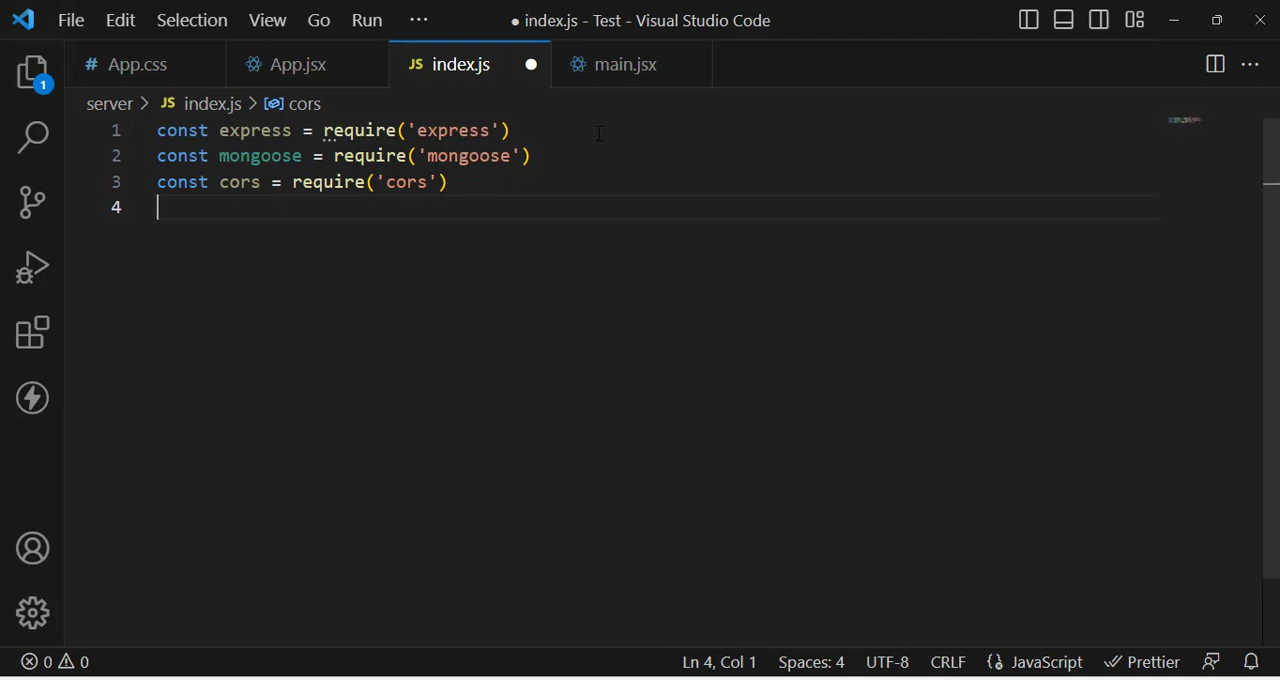 File Edit Selection View Go Run ··· ● index.js - Test - Visual Studio Code
# App.css App.jsx JS index.js ● main.jsx ···
1
server > JS index.js > cors
1 const express = require('express')
2 const mongoose = require('mongoose')
3 const cors = require('cors')
4
0 0 Ln 4, Col 1 Spaces: 4 UTF-8 CRLF {} JavaScript Prettier